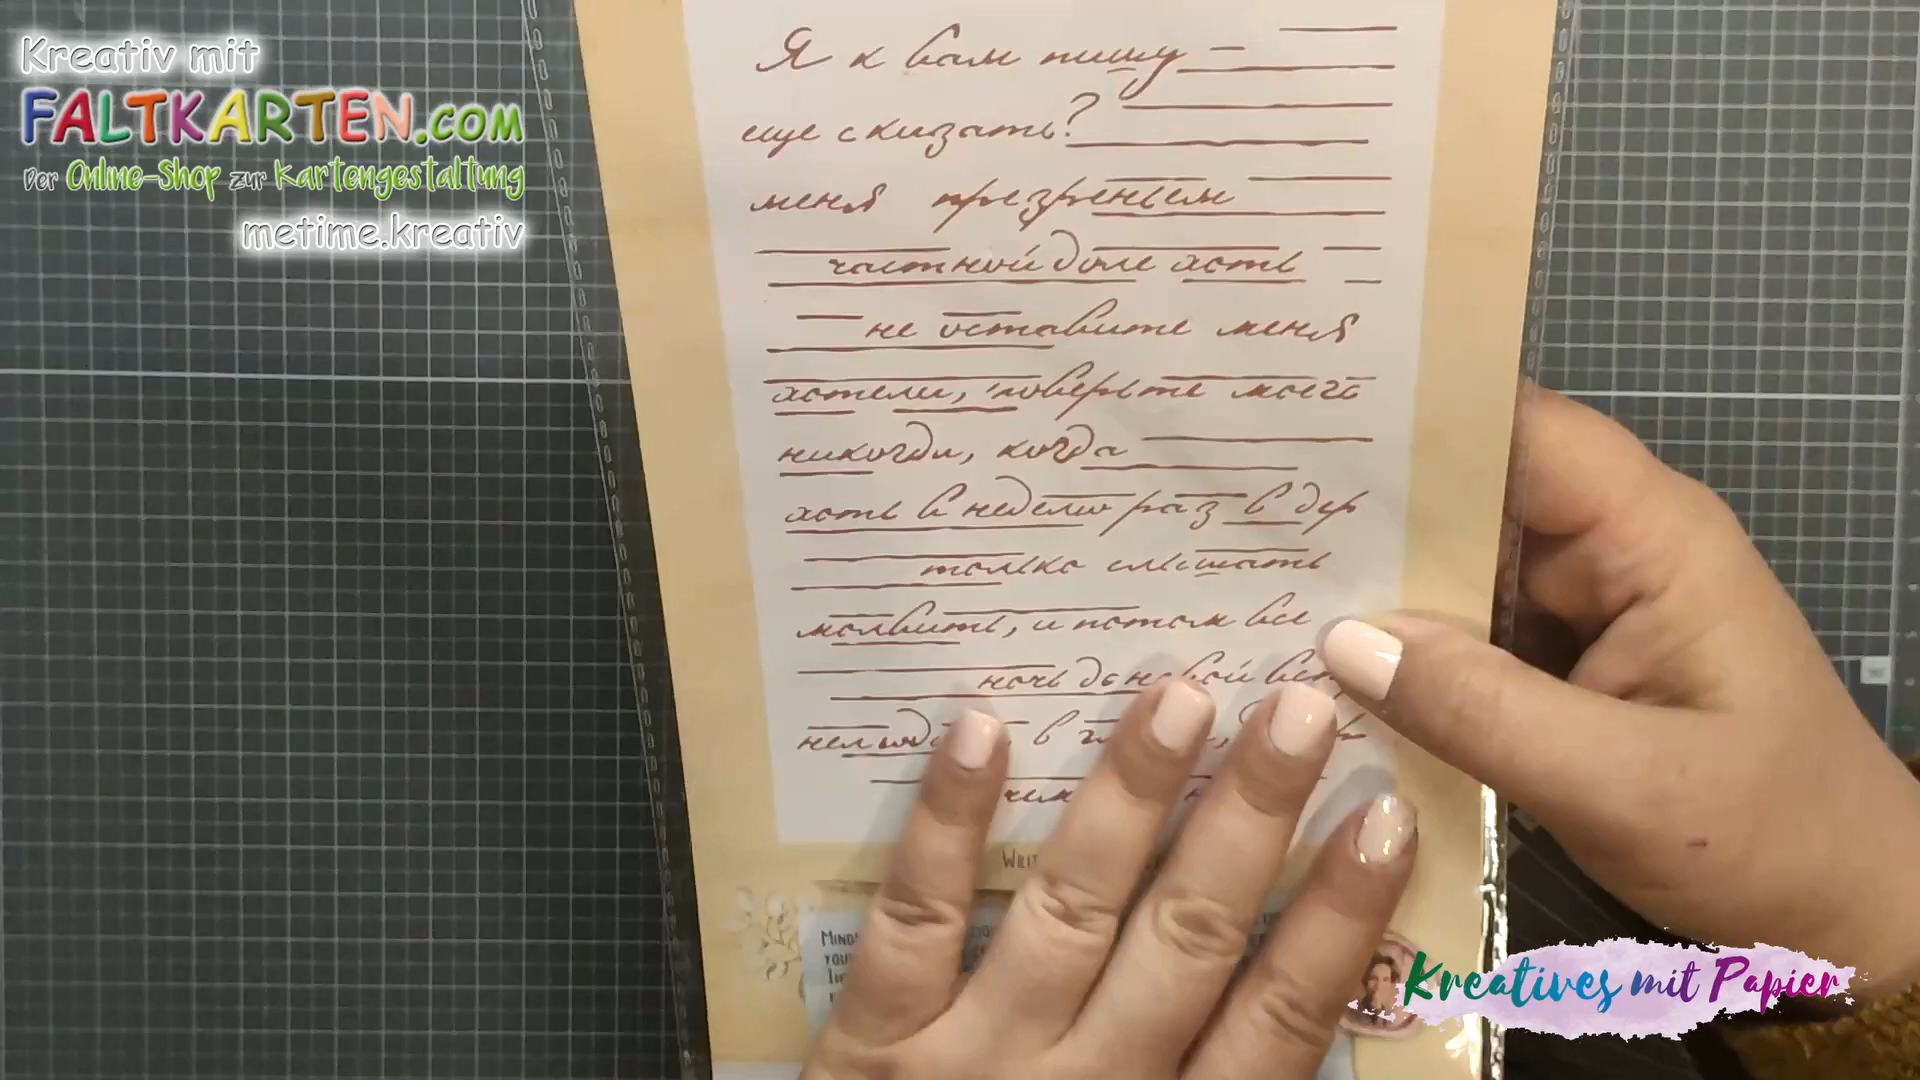 Kreativ mit
FALTKARTEN.com
Der Online-Shop zur Kartengestaltung
metime.kreativ
Я к вам пишу —
еще сказать?
меня презреньем
частной доле хоть
не оставите меня
хотели, поверьте моего
никогда, когда
хоть в неделю раз в дер
только слышать
молвить, и потом все
ночь до новой
нелюд в
чем
Kreatives mit Papier